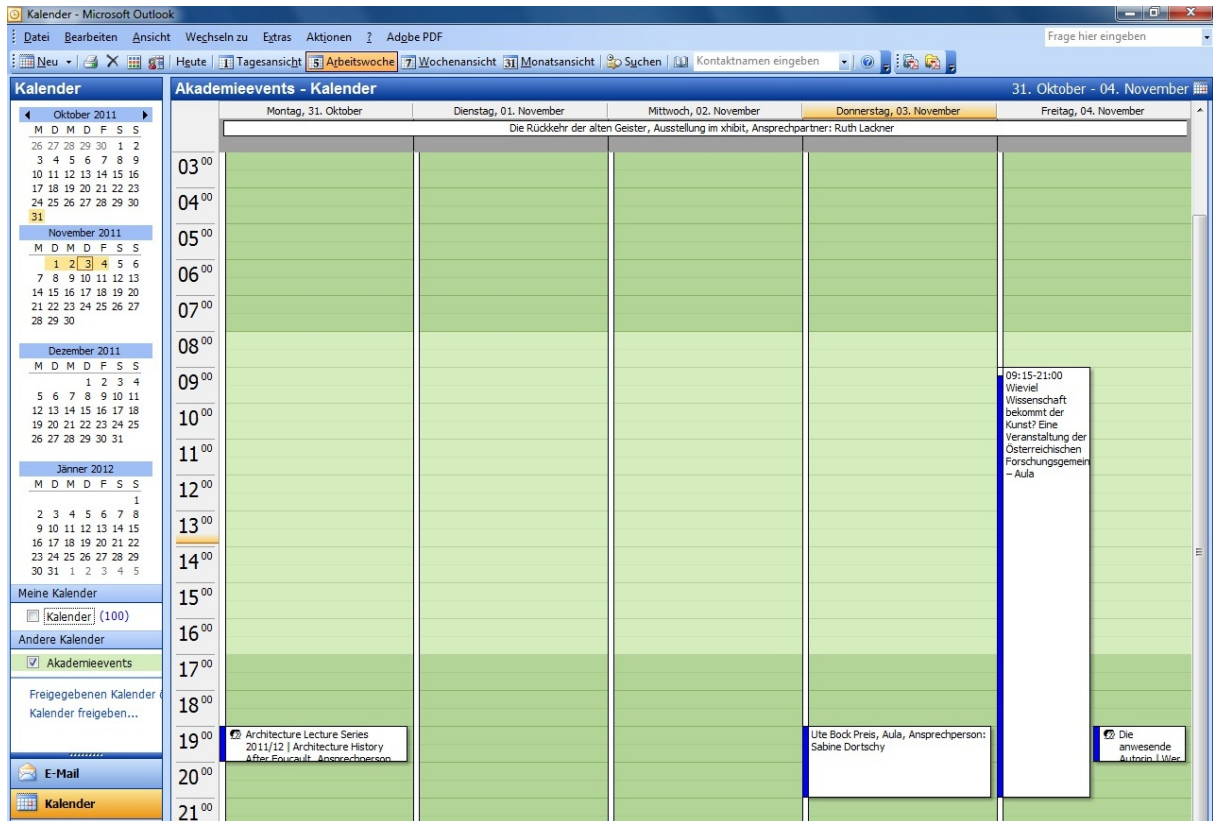 Kalender - Microsoft Outlook
Datei Bearbeiten Ansicht Wechseln zu Extras Aktionen ? Adobe PDF Frage hier eingeben
Neu Heute 1 Tagesansicht 5 Arbeitswoche 7 Wochenansicht 31 Monatsansicht Suchen Kontaktnamen eingeben
Kalender
Oktober 2011
M D M D F S S
26 27 28 29 30 1 2
3 4 5 6 7 8 9
10 11 12 13 14 15 16
17 18 19 20 21 22 23
24 25 26 27 28 29 30
31
November 2011
M D M D F S S
1 2 3 4 5 6
7 8 9 10 11 12 13
14 15 16 17 18 19 20
21 22 23 24 25 26 27
28 29 30
Dezember 2011
M D M D F S S
1 2 3 4
5 6 7 8 9 10 11
12 13 14 15 16 17 18
19 20 21 22 23 24 25
26 27 28 29 30 31
Jänner 2012
M D M D F S S
1
2 3 4 5 6 7 8
9 10 11 12 13 14 15
16 17 18 19 20 21 22
23 24 25 26 27 28 29
30 31 1 2 3 4 5
Meine Kalender
Kalender (100)
Andere Kalender
Akademieevents
Freigegebenen Kalender
Kalender freigeben...
E-Mail
Kalender
Akademieevents - Kalender 31. Oktober - 04. November
Montag, 31. Oktober Dienstag, 01. November Mittwoch, 02. November Donnerstag, 03. November Freitag, 04. November
Die Rückkehr der alten Geister, Ausstellung im xhibit, Ansprechpartner: Ruth Lackner
03 00
04 00
05 00
06 00
07 00
08 00
09 00
10 00
11 00
12 00
13 00
14 00
15 00
16 00
17 00
18 00
19 00
20 00
21 00
Architecture Lecture Series
2011/12 | Architecture History
After Foucault, Ansprechperson
Ute Bock Preis, Aula, Ansprechperson:
Sabine Dortschy
09:15-21:00
Wieviel
Wissenschaft
bekommt der
Kunst? Eine
Veranstaltung der
Österreichischen
Forschungsgemein
– Aula
Die
anwesende
Autorin | Wer